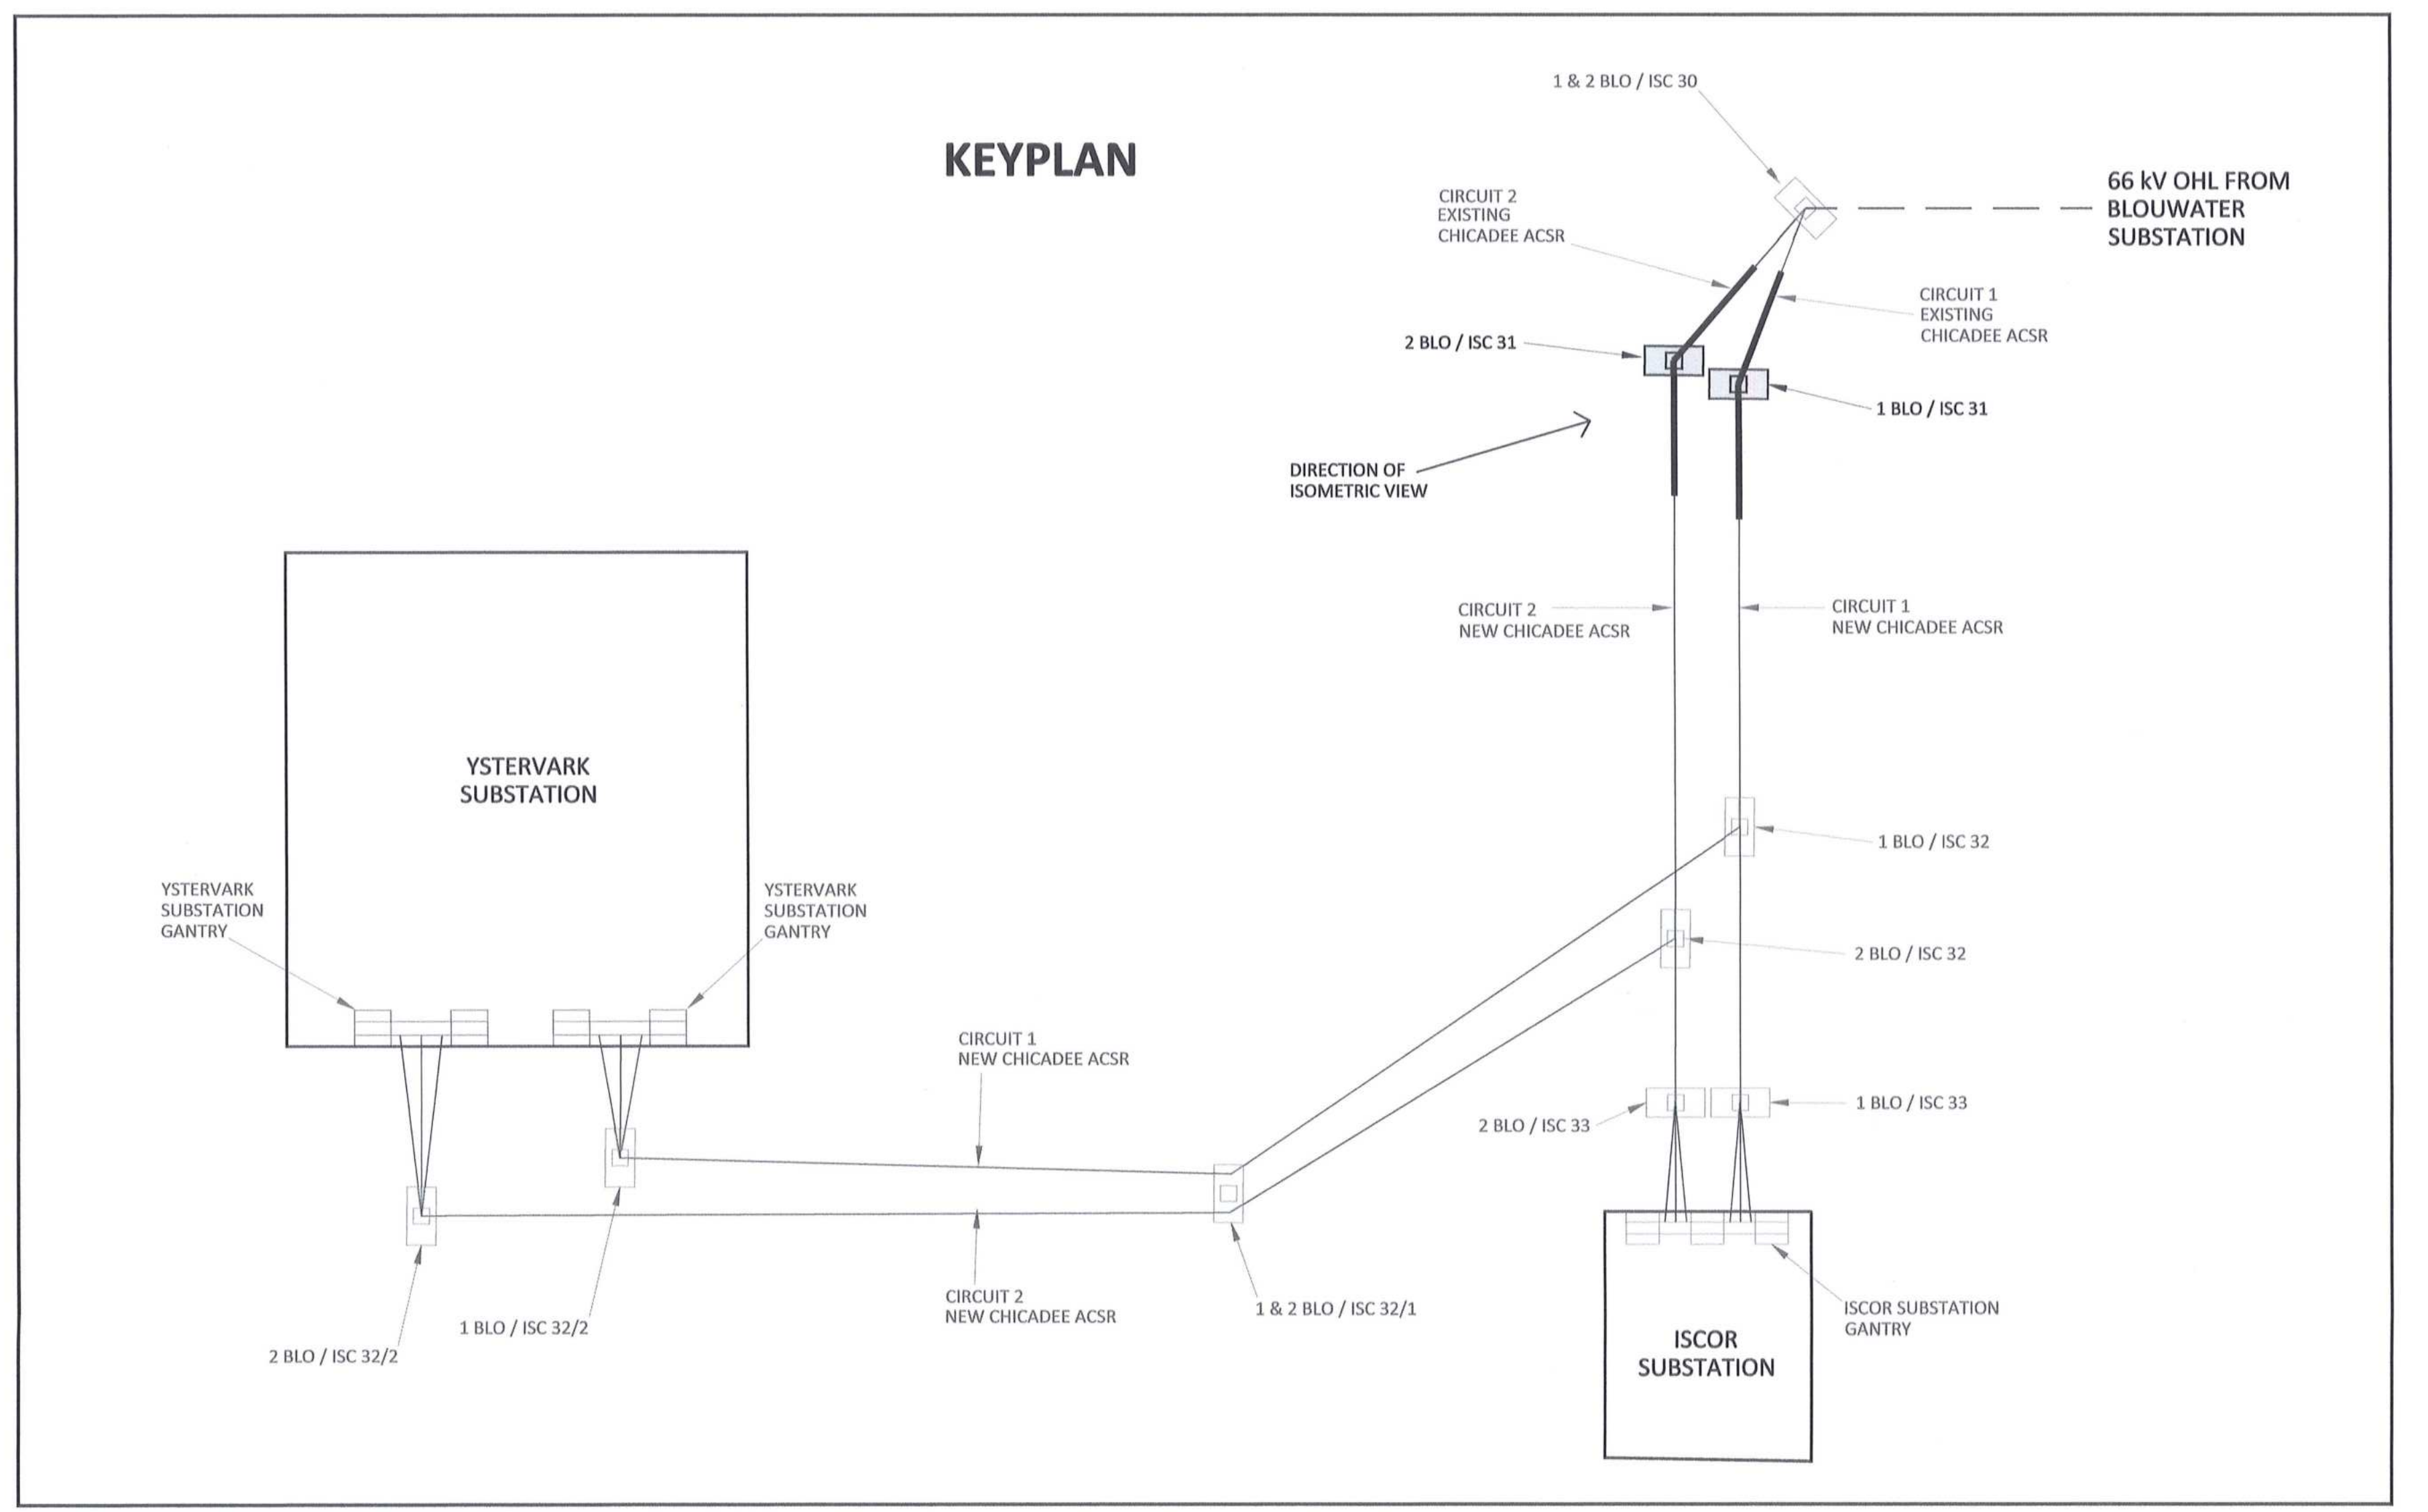 1 & 2 BLO / ISC 30
KEYPLAN
66 kV OHL FROM
BLOUWATER
SUBSTATION
CIRCUIT 2
EXISTING
CHICADEE ACSR
CIRCUIT 1
EXISTING
CHICADEE ACSR
2 BLO / ISC 31
1 BLO / ISC 31
DIRECTION OF
ISOMETRIC VIEW
CIRCUIT 2
NEW CHICADEE ACSR
CIRCUIT 1
NEW CHICADEE ACSR
YSTERVARK
SUBSTATION
1 BLO / ISC 32
YSTERVARK
SUBSTATION
GANTRY
YSTERVARK
SUBSTATION
GANTRY
2 BLO / ISC 32
CIRCUIT 1
NEW CHICADEE ACSR
1 BLO / ISC 33
2 BLO / ISC 33
CIRCUIT 2
NEW CHICADEE ACSR
1 & 2 BLO / ISC 32/1
ISCOR SUBSTATION
GANTRY
1 BLO / ISC 32/2
ISCOR
SUBSTATION
2 BLO / ISC 32/2